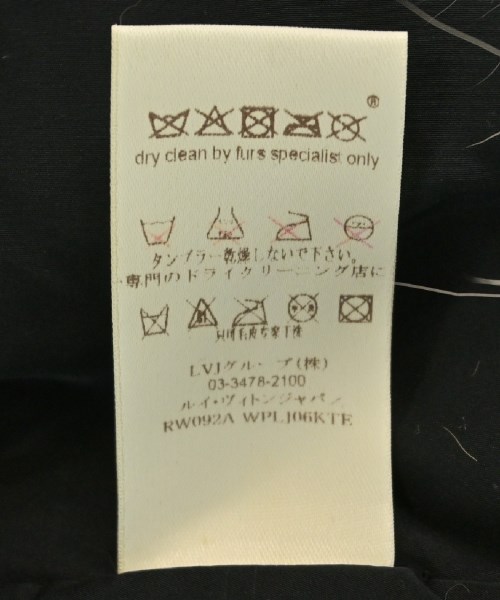 ®
dry clean by furs specialist only
タンブラー乾燥しないで下さい。
専門のドライクリーニング店に
LVJグループ(株)
03-3478-2100
ルイ・ヴィトンジャパン
RW092A WPLJ06KTE